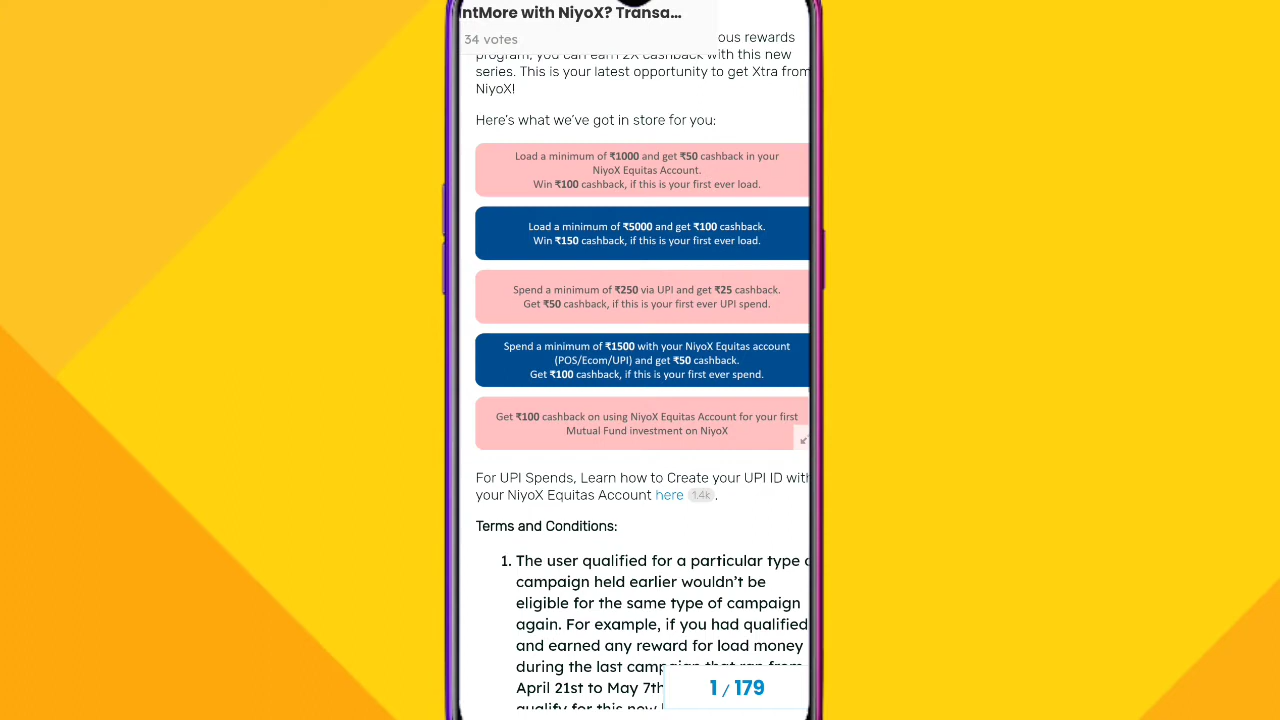 ntMore with NiyoX? Transa...
34 votes
ous rewards
program, you can earn 2X cashback with this new
series. This is your latest opportunity to get Xtra from
NiyoX!
Here's what we've got in store for you:
Load a minimum of ₹1000 and get ₹50 cashback in your
NiyoX Equitas Account.
Win ₹100 cashback, if this is your first ever load.
Load a minimum of ₹5000 and get ₹100 cashback.
Win ₹150 cashback, if this is your first ever load.
Spend a minimum of ₹250 via UPI and get ₹25 cashback.
Get ₹50 cashback, if this is your first ever UPI spend.
Spend a minimum of ₹1500 with your NiyoX Equitas account
(POS/Ecom/UPI) and get ₹50 cashback.
Get ₹100 cashback, if this is your first ever spend.
Get ₹100 cashback on using NiyoX Equitas Account for your first
Mutual Fund investment on NiyoX
For UPI Spends, Learn how to Create your UPI ID with
your NiyoX Equitas Account here 1.4k.
Terms and Conditions:
1. The user qualified for a particular type
campaign held earlier wouldn't be
eligible for the same type of campaign
again. For example, if you had qualified
and earned any reward for load money
during the last campaign that ran from
April 21st to May 7th
qualify for this new
1 / 179